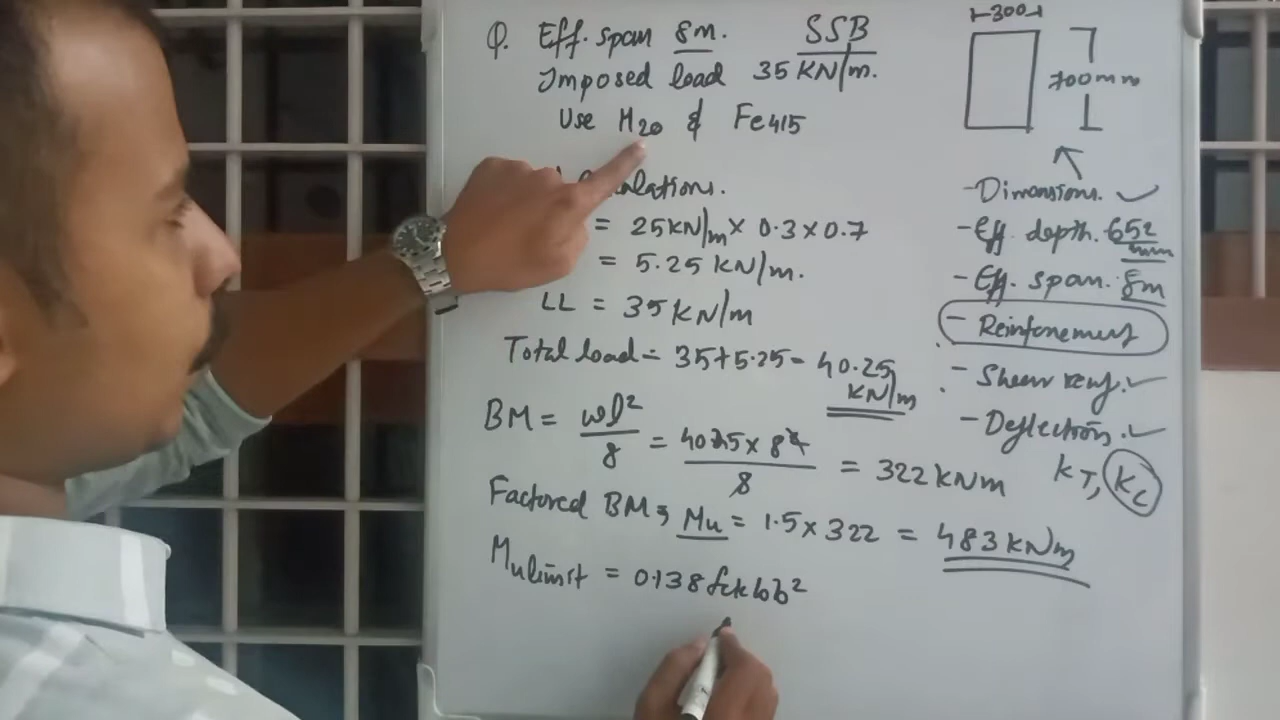 Q. Eff. span 8m. SSB
Imposed load 35 KN/m.
Use M20 & Fe415
300
700mm
= 25KN/m × 0.3 × 0.7
= 5.25 KN/m.
LL = 35 KN/m
Total load = 35+5.25 = 40.25
KN/m
BM = wl²/8 = 40.25 × 8²/8 = 322 KNm
Factored BM, Mu = 1.5 × 322 = 483 KNm
Mulimit = 0.138 fck bb²
- Dimensions. ✓
- Eff. depth. 652
mm
- Eff. span. 8m
- Reinforcement
- Shear reinf. ✓
- Deflection. ✓
KT, KC